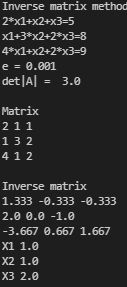 Inverse matrix method
2*x1+x2+x3=5
x1+3*x2+2*x3=8
4*x1+x2+2*x3=9
e = 0.001
det|A| =  3.0
Matrix
2 1 1
1 3 2
4 1 2
Inverse matrix
1.333 -0.333 -0.333
2.0 0.0 -1.0
-3.667 0.667 1.667
X1 1.0
X2 1.0
X3 2.0